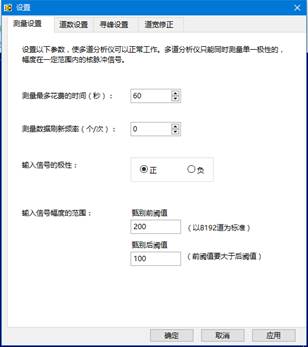 设置
测量设置 道数设置 寻峰设置 道宽修正
设置以下参数，使多道分析仪可以正常工作。多道分析仪只能同时测量单一极性的，
幅度在一定范围内的核脉冲信号。
测量最多花费的时间（秒）： 60
测量数据刷新频率（个/次）： 0
输入信号的极性： 正 负
输入信号幅度的范围： 甄别前阈值
200 （以8192道为标准）
甄别后阈值
100 （前阈值要大于后阈值）
确定 取消 应用